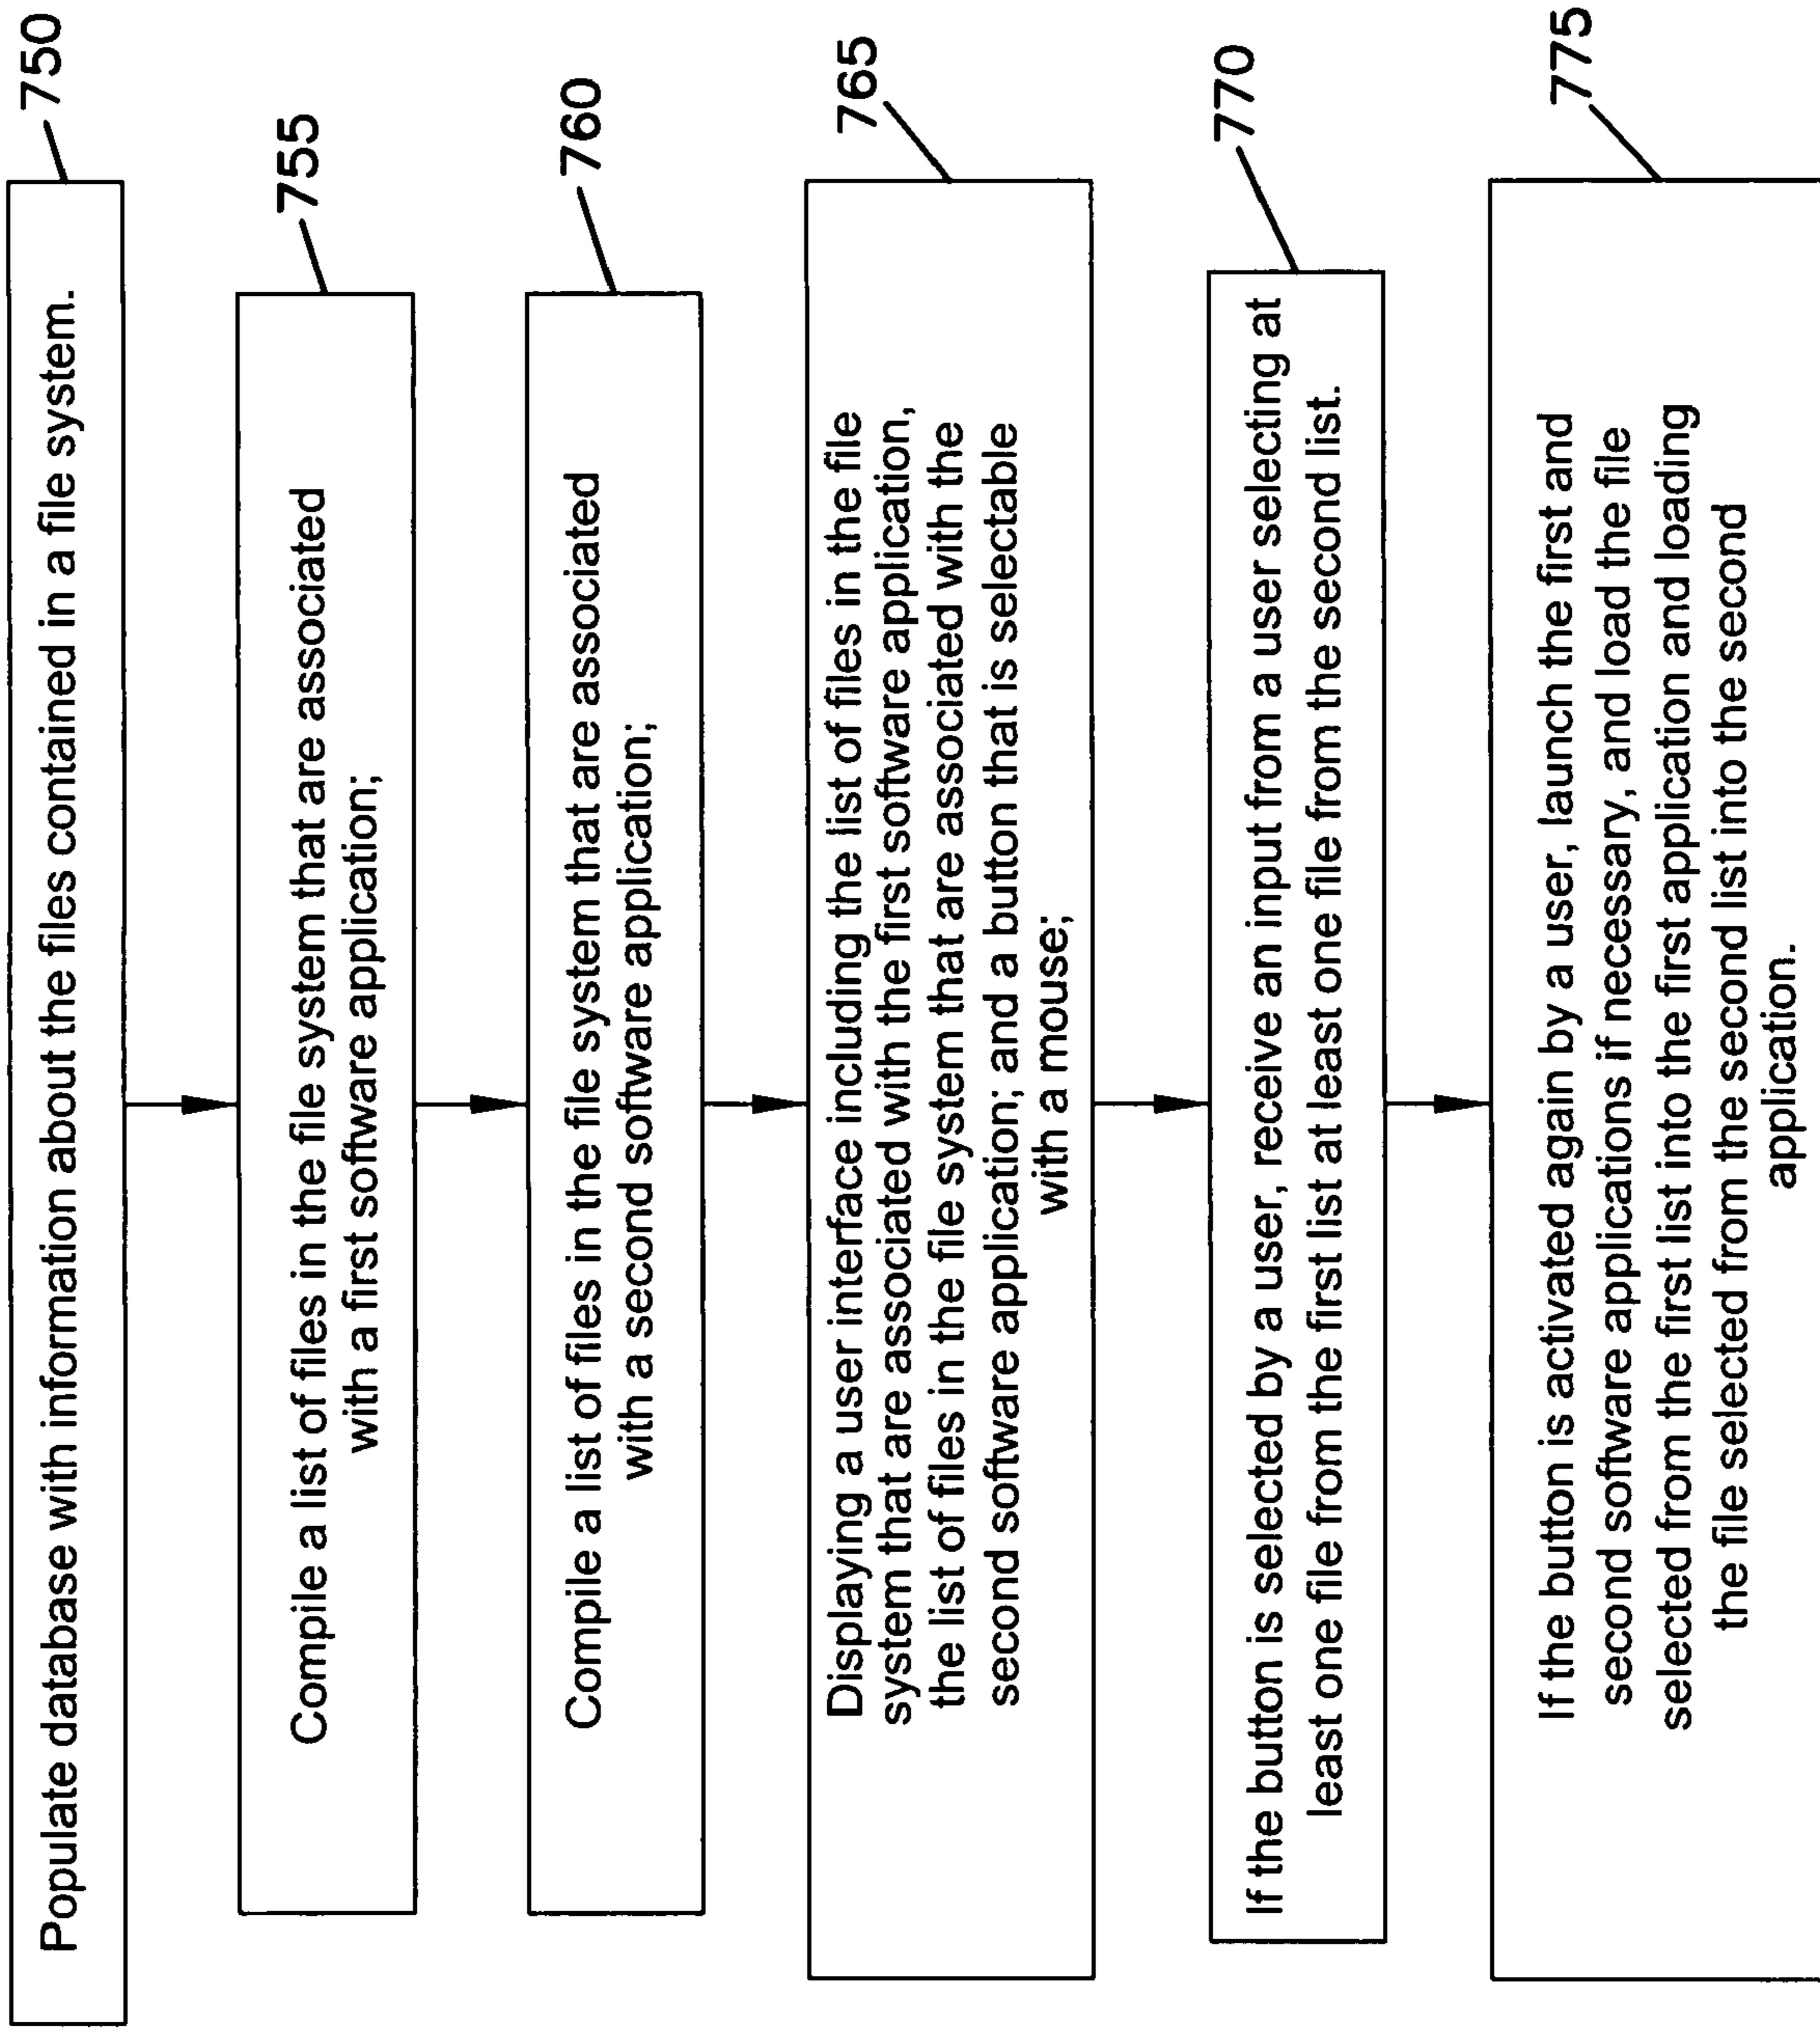 Populate database with information about the files contained in a file system.
750
Compile a list of files in the file system that are associated
with a first software application;
755
Compile a list of files in the file system that are associated
with a second software application;
760
Displaying a user interface including the list of files in the file
system that are associated with the first software application,
the list of files in the file system that are associated with the
second software application; and a button that is selectable
with a mouse;
765
If the button is selected by a user, receive an input from a user selecting at
least one file from the first list at least one file from the second list.
770
If the button is activated again by a user, launch the first and
second software applications if necessary, and load the file
selected from the first list into the first application and loading
the file selected from the second list into the second
application.
775